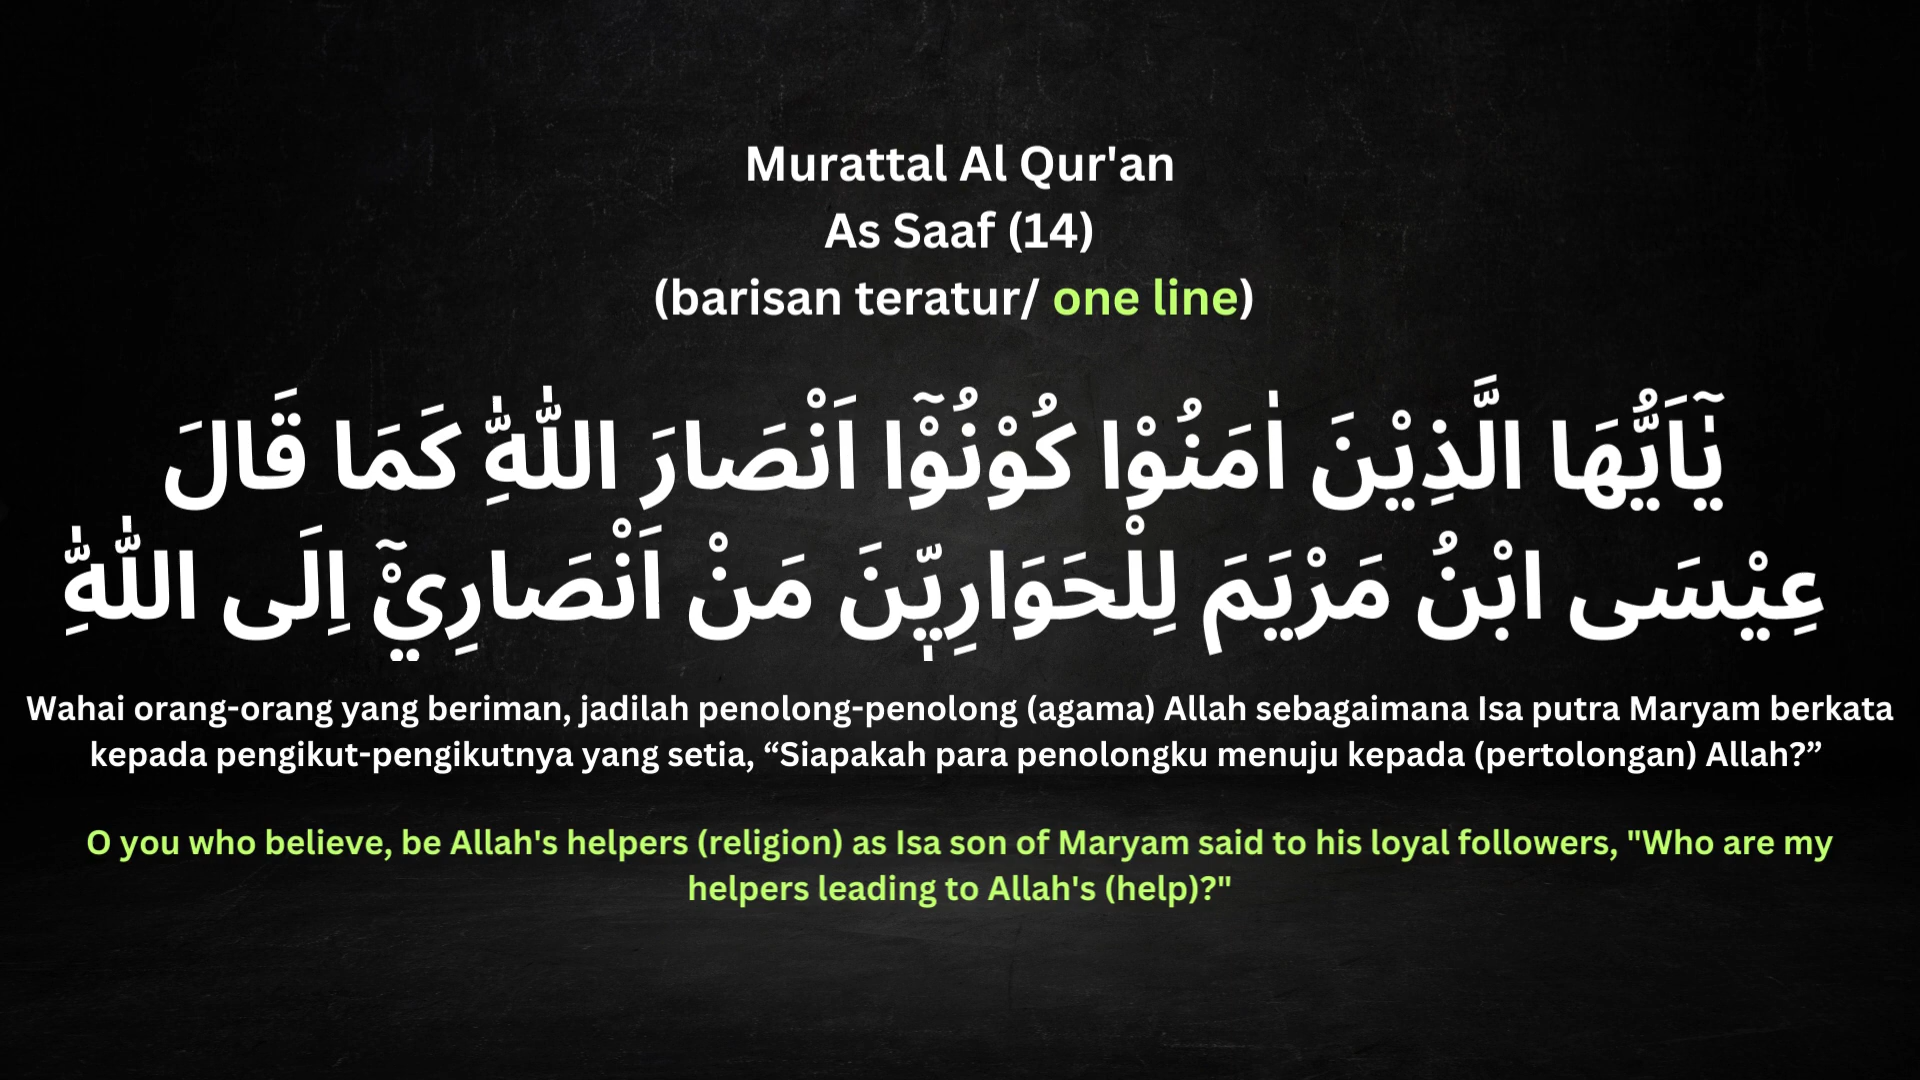 Murattal Al Qur'an
As Saaf (14)
(barisan teratur/ one line)
يٰٓاَيُّهَا الَّذِيْنَ اٰمَنُوْا كُوْنُوْٓا اَنْصَارَ اللّٰهِ كَمَا قَالَ
عِيْسَى ابْنُ مَرْيَمَ لِلْحَوَارِيّٖنَ مَنْ اَنْصَارِيْٓ اِلَى اللّٰهِ
Wahai orang-orang yang beriman, jadilah penolong-penolong (agama) Allah sebagaimana Isa putra Maryam berkata
kepada pengikut-pengikutnya yang setia, “Siapakah para penolongku menuju kepada (pertolongan) Allah?”
O you who believe, be Allah's helpers (religion) as Isa son of Maryam said to his loyal followers, "Who are my
helpers leading to Allah's (help)?"